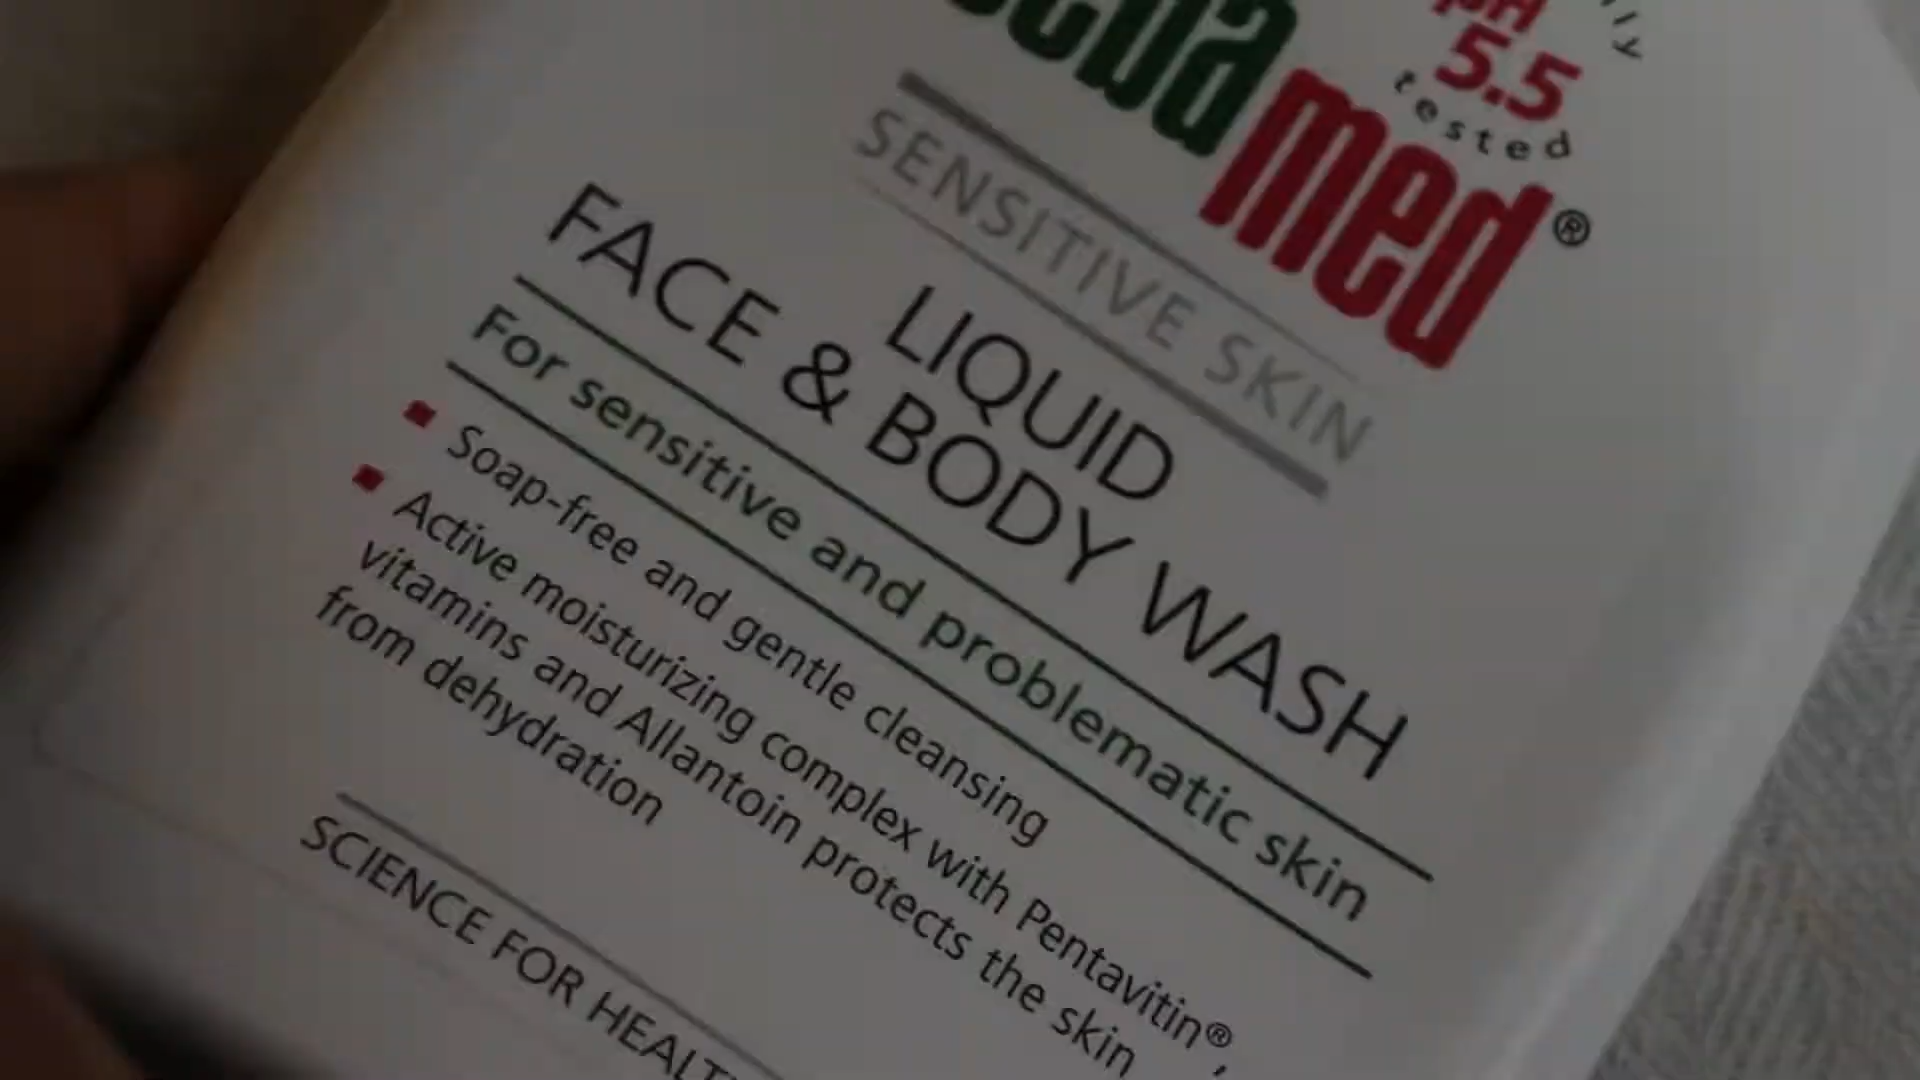 pH
5.5
tested
med®
SENSITIVE SKIN
LIQUID
FACE & BODY WASH
For sensitive and problematic skin
Soap-free and gentle cleansing
Active moisturizing complex with Pentavitin®,
vitamins and Allantoin protects the skin
from dehydration
SCIENCE FOR